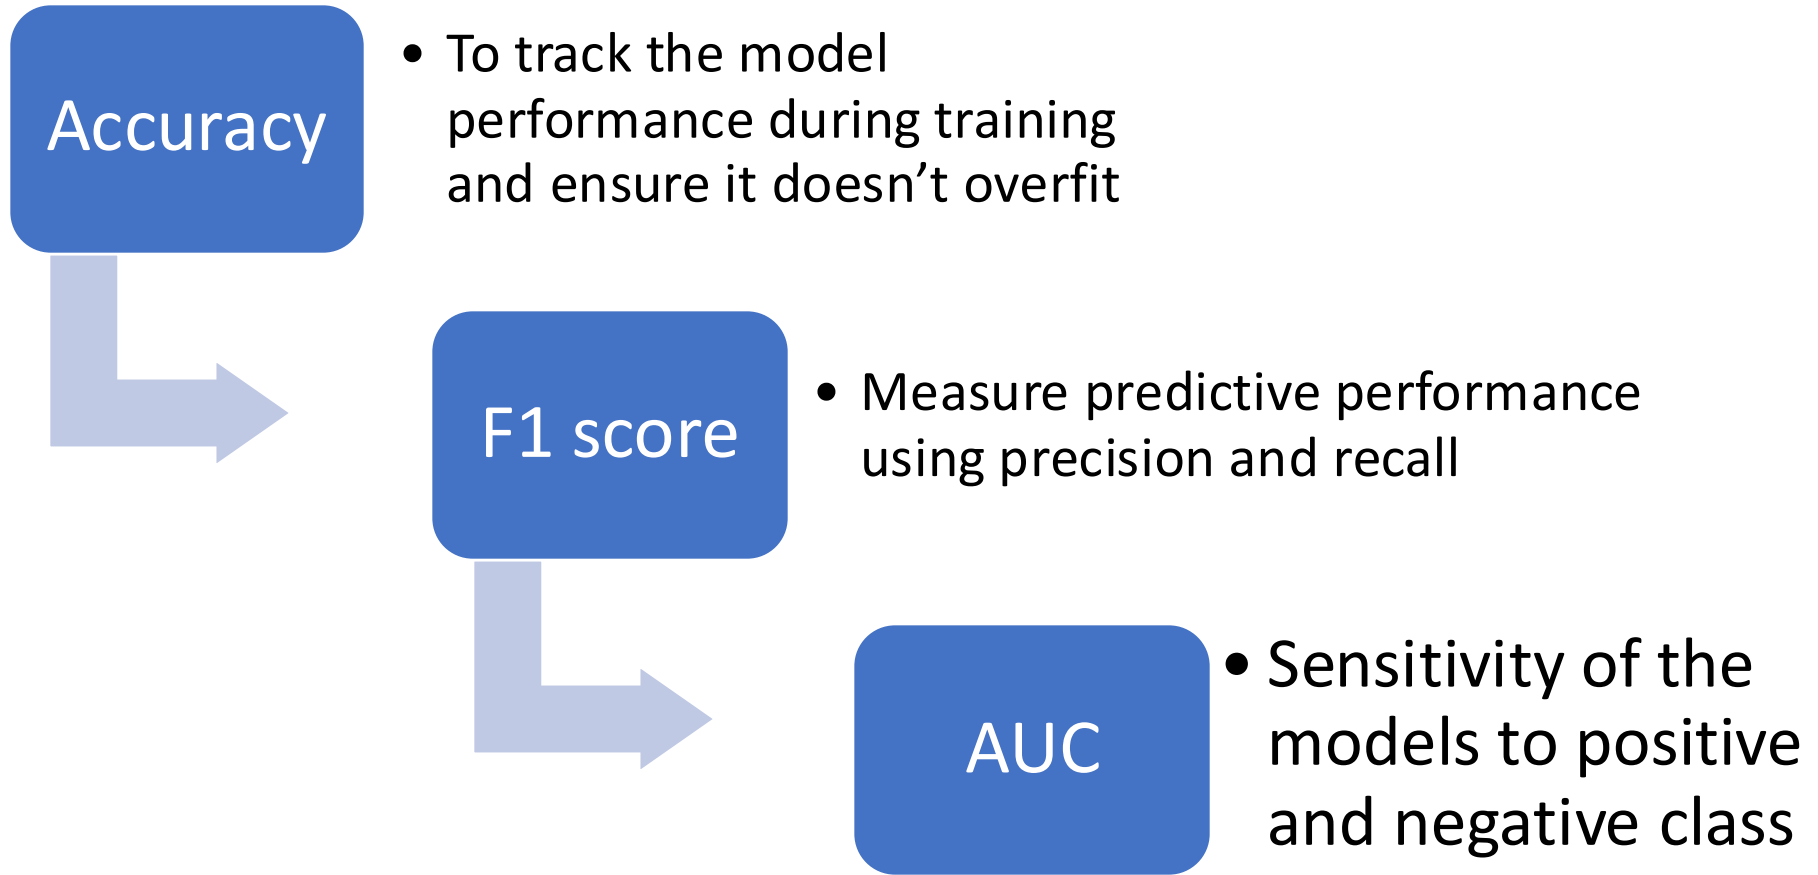 Accuracy
• To track the model
performance during training
and ensure it doesn’t overfit
F1 score
• Measure predictive performance
using precision and recall
AUC
• Sensitivity of the
models to positive
and negative class